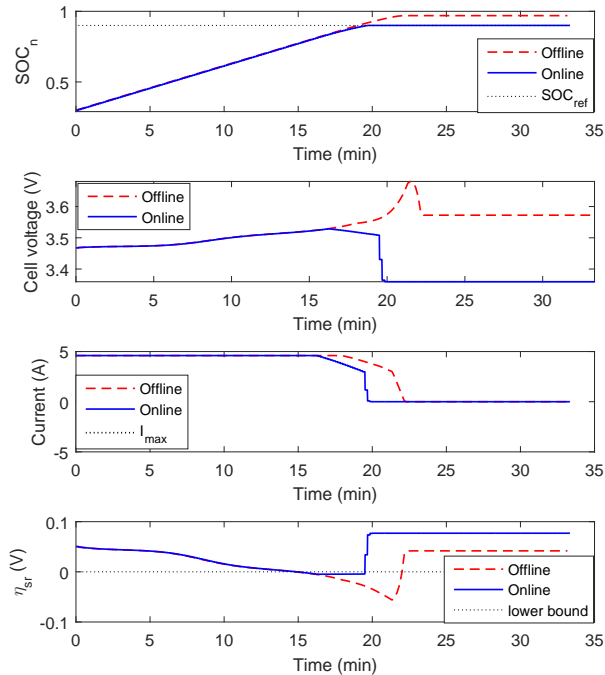 SOC_n
1
0.5
Offline
Online
SOC_ref
0 5 10 15 20 25 30 35
Time (min)
Cell voltage (V)
3.6
3.5
3.4
Offline
Online
0 5 10 15 20 25 30
Time (min)
Current (A)
5
0
-5
Offline
Online
I_max
0 5 10 15 20 25 30 35
Time (min)
η_sr (V)
0.1
0
-0.1
Offline
Online
lower bound
0 5 10 15 20 25 30 35
Time (min)